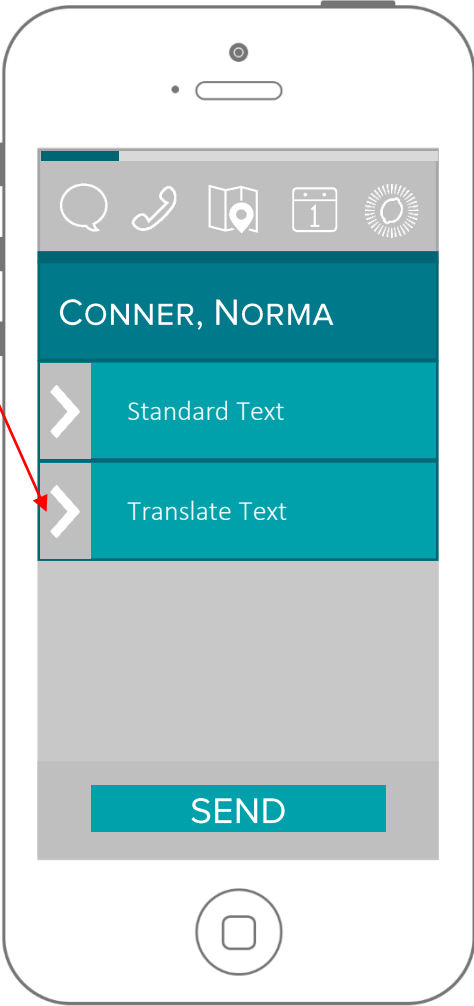 1
CONNER, NORMA
Standard Text
Translate Text
SEND